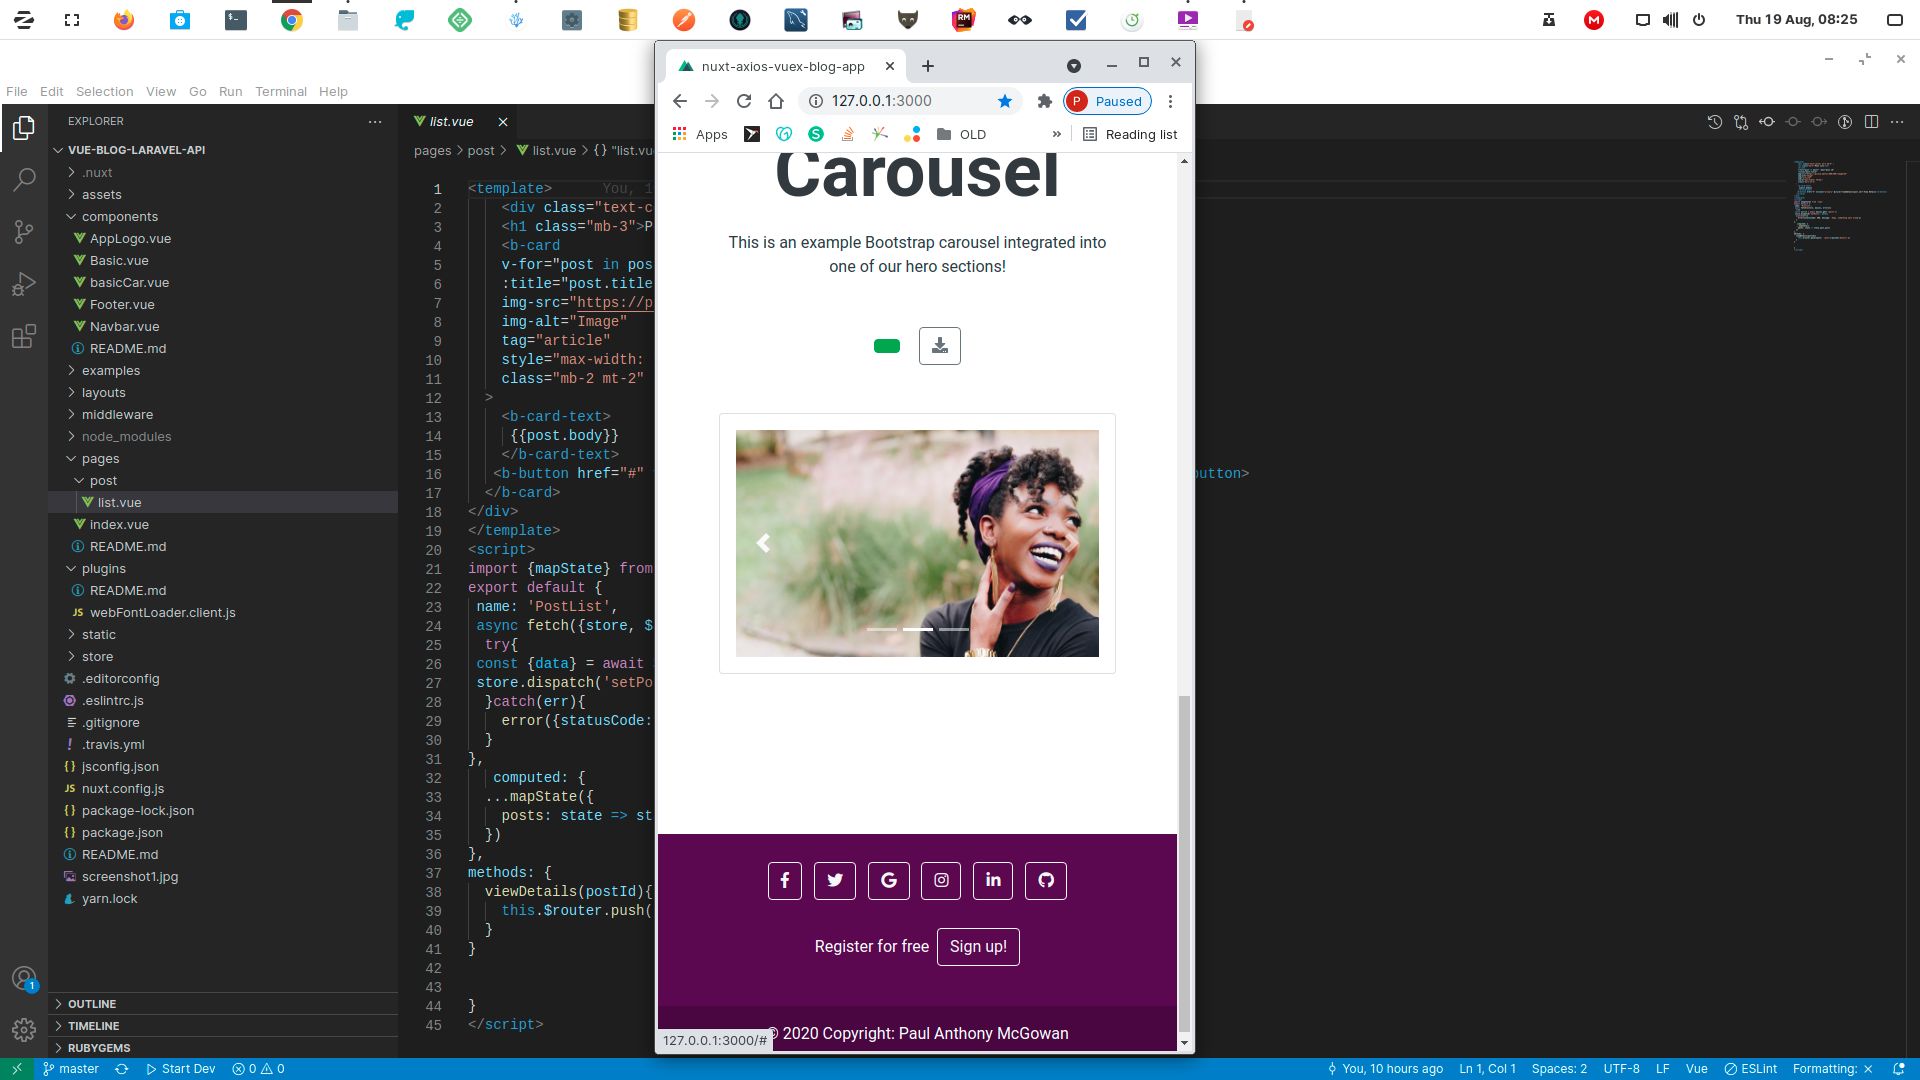 Thu 19 Aug, 08:25
File Edit Selection View Go Run Terminal Help
nuxt-axios-vuex-blog-app
127.0.0.1:3000
P Paused
Apps
OLD
»
Reading list
EXPLORER
VUE-BLOG-LARAVEL-API
.nuxt
assets
components
AppLogo.vue
Basic.vue
basicCar.vue
Footer.vue
Navbar.vue
README.md
examples
layouts
middleware
node_modules
pages
post
list.vue
index.vue
README.md
plugins
README.md
JS webFontLoader.client.js
static
store
.editorconfig
.eslintrc.js
.gitignore
! .travis.yml
{} jsconfig.json
JS nuxt.config.js
{} package-lock.json
{} package.json
README.md
screenshot1.jpg
yarn.lock
OUTLINE
TIMELINE
RUBYGEMS
list.vue
pages > post > list.vue > {} "list.vu
1 <template> You, 1
2 <div class="text-c
3 <h1 class="mb-3">P
4 <b-card
5 v-for="post in pos
6 :title="post.title
7 img-src="https://p
8 img-alt="Image"
9 tag="article"
10 style="max-width:
11 class="mb-2 mt-2"
12 >
13 <b-card-text>
14 {{post.body}}
15 </b-card-text>
16 <b-button href="#" button>
17 </b-card>
18 </div>
19 </template>
20 <script>
21 import {mapState} from
22 export default {
23 name: 'PostList',
24 async fetch({store, $
25 try{
26 const {data} = await
27 store.dispatch('setPo
28 }catch(err){
29 error({statusCode:
30 }
31 },
32 computed: {
33 ...mapState({
34 posts: state => st
35 })
36 },
37 methods: {
38 viewDetails(postId){
39 this.$router.push(
40 }
41 }
42
43
44 }
45 </script>
Carousel
This is an example Bootstrap carousel integrated into
one of our hero sections!
Register for free Sign up!
© 2020 Copyright: Paul Anthony McGowan
127.0.0.1:3000/#
1
master
Start Dev
0 0
You, 10 hours ago
Ln 1, Col 1
Spaces: 2
UTF-8
LF
Vue
ESLint
Formatting: ×